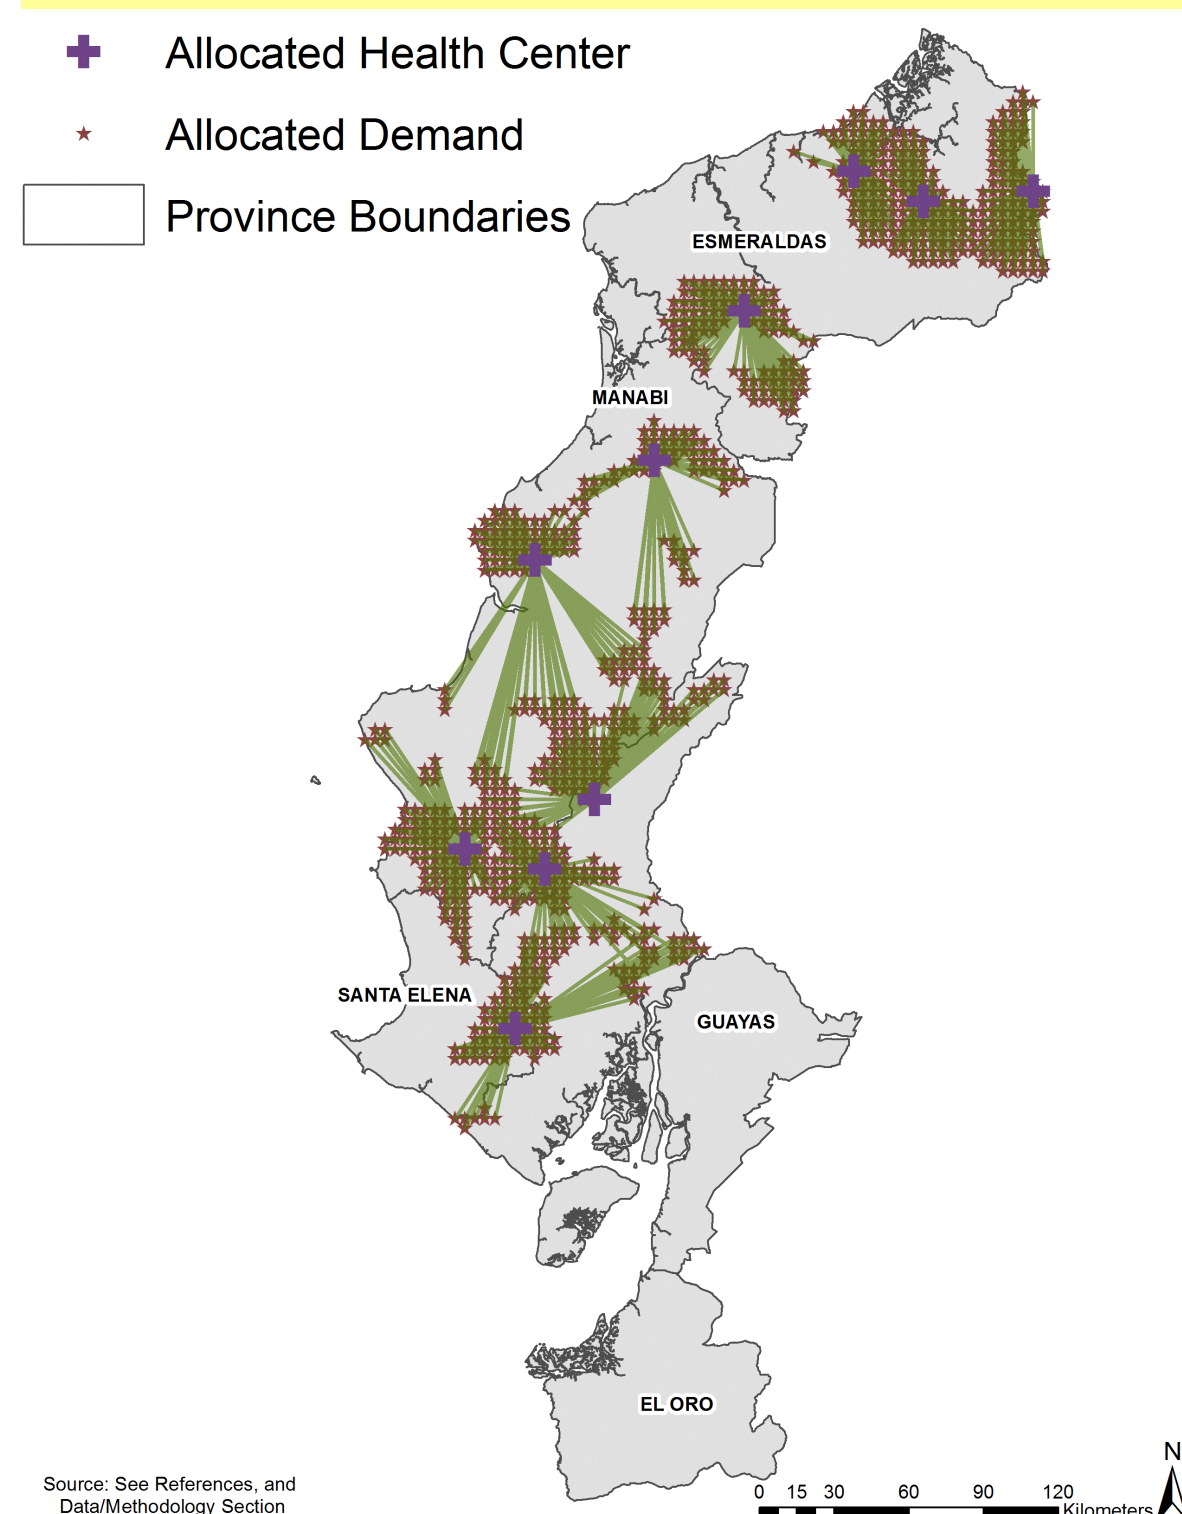 Allocated Health Center
Allocated Demand
Province Boundaries
ESMERALDAS
MANABI
SANTA ELENA
GUAYAS
EL ORO
Source: See References, and
Data/Methodology Section
0 15 30 60 90 120
Kilometers
N